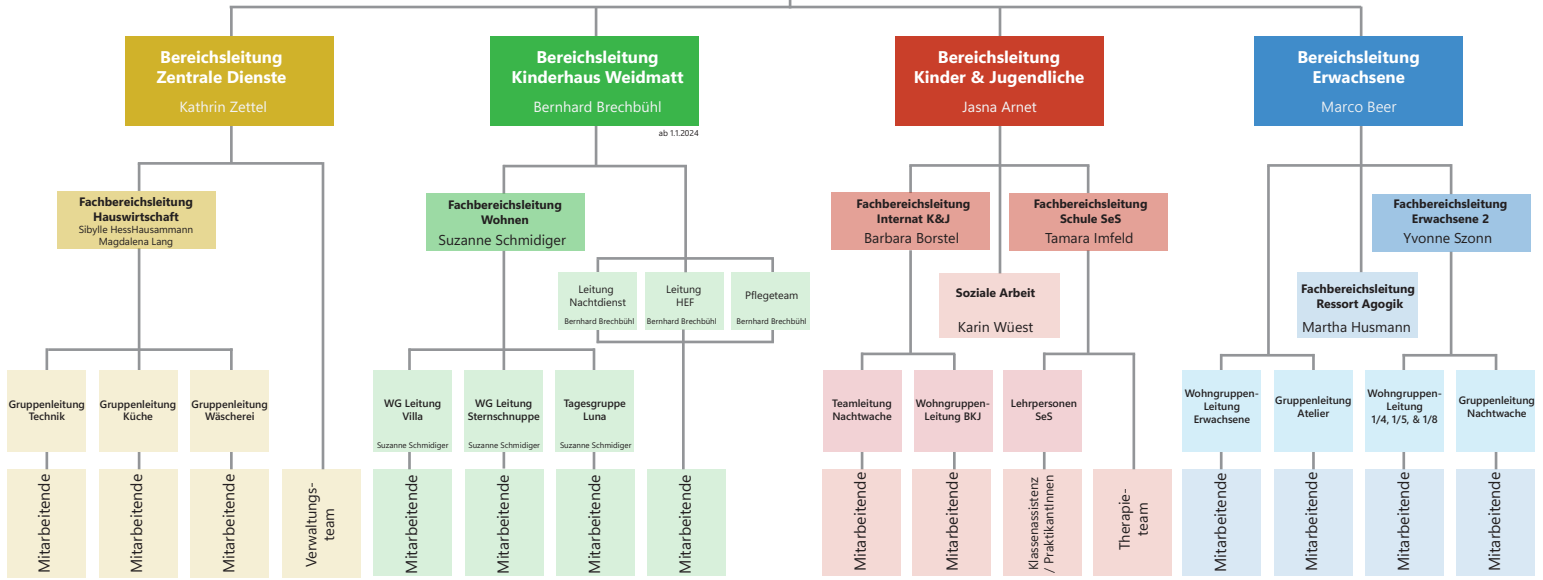 Bereichsleitung
Zentrale Dienste
Kathrin Zettel
Bereichsleitung
Kinderhaus Weidmatt
Bernhard Brechbühl
ab 1.1.2024
Bereichsleitung
Kinder & Jugendliche
Jasna Arnet
Bereichsleitung
Erwachsene
Marco Beer
Fachbereichsleitung
Hauswirtschaft
Sibylle HessHausammann
Magdalena Lang
Fachbereichsleitung
Wohnen
Suzanne Schmidiger
Fachbereichsleitung
Internat K&J
Barbara Borstel
Fachbereichsleitung
Schule SeS
Tamara Imfeld
Fachbereichsleitung
Erwachsene 2
Yvonne Szonn
Leitung
Nachtdienst
Bernhard Brechbühl
Leitung
HEF
Bernhard Brechbühl
Pflegeteam
Bernhard Brechbühl
Soziale Arbeit
Karin Wüest
Fachbereichsleitung
Ressort Agogik
Martha Husmann
Gruppenleitung
Technik
Gruppenleitung
Küche
Gruppenleitung
Wäscherei
WG Leitung
Villa
Suzanne Schmidiger
WG Leitung
Sternschnuppe
Suzanne Schmidiger
Tagesgruppe
Luna
Suzanne Schmidiger
Teamleitung
Nachtwache
Wohngruppen-
Leitung BKJ
Lehrpersonen
SeS
Wohngruppen-
Leitung
Erwachsene
Gruppenleitung
Atelier
Wohngruppen-
Leitung
1/4, 1/5, & 1/8
Gruppenleitung
Nachtwache
Mitarbeitende
Mitarbeitende
Mitarbeitende
Verwaltungs-
team
Mitarbeitende
Mitarbeitende
Mitarbeitende
Mitarbeitende
Mitarbeitende
Mitarbeitende
Klassenassistenz
/ PraktikantInnen
Therapie-
team
Mitarbeitende
Mitarbeitende
Mitarbeitende
Mitarbeitende